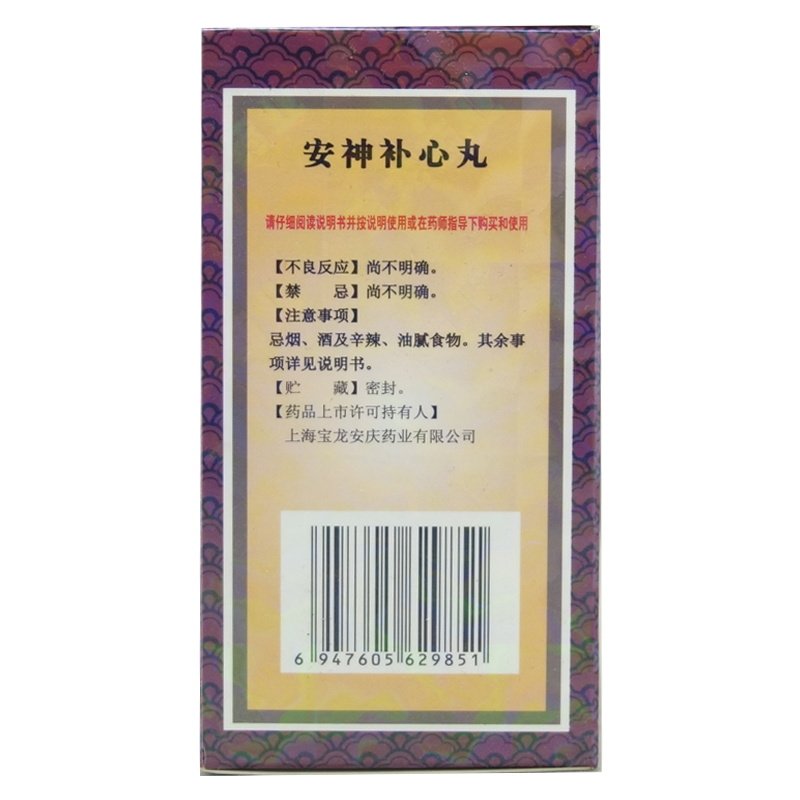 安神补心丸
请仔细阅读说明书并按说明使用或在药师指导下购买和使用
【不良反应】尚不明确。
【禁　　忌】尚不明确。
【注意事项】
忌烟、酒及辛辣、油腻食物。其余事
项详见说明书。
【贮　　藏】密封。
【药品上市许可持有人】
上海宝龙安庆药业有限公司
6 947605 629851